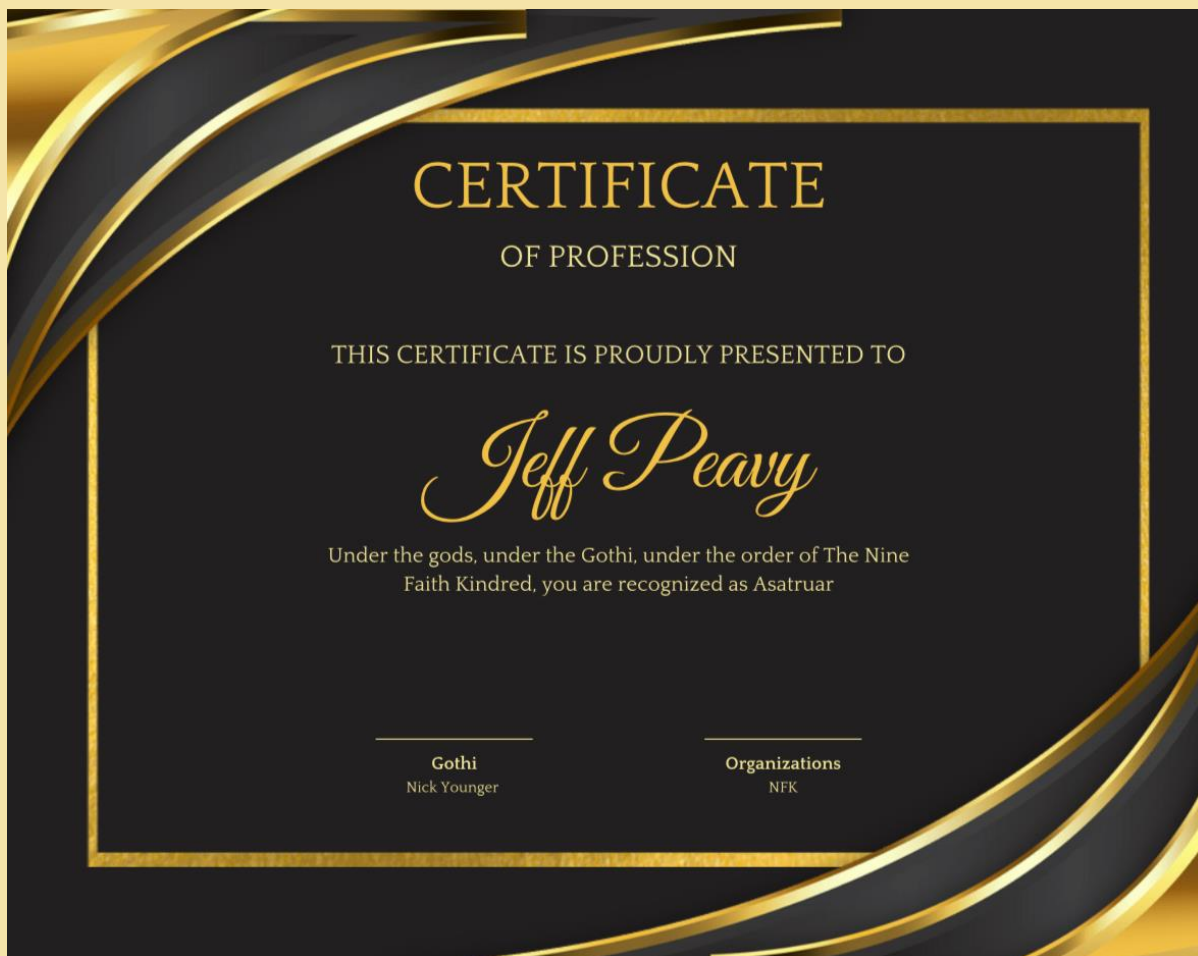 CERTIFICATE
OF PROFESSION
THIS CERTIFICATE IS PROUDLY PRESENTED TO
Jeff Peavy
Under the gods, under the Gothi, under the order of The Nine
Faith Kindred, you are recognized as Asatruar
Gothi
Nick Younger
Organizations
NFK